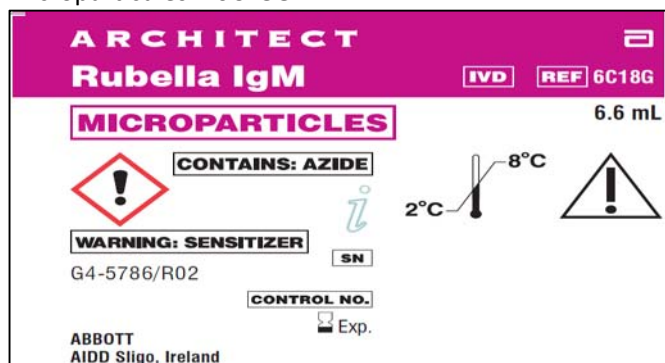 ARCHITECT
Rubella IgM
IVD REF 6C18G
6.6 mL
MICROPARTICLES
CONTAINS: AZIDE
8°C
2°C
i
WARNING: SENSITIZER
SN
G4-5786/R02
CONTROL NO.
Exp.
ABBOTT
AIDD Sligo, Ireland